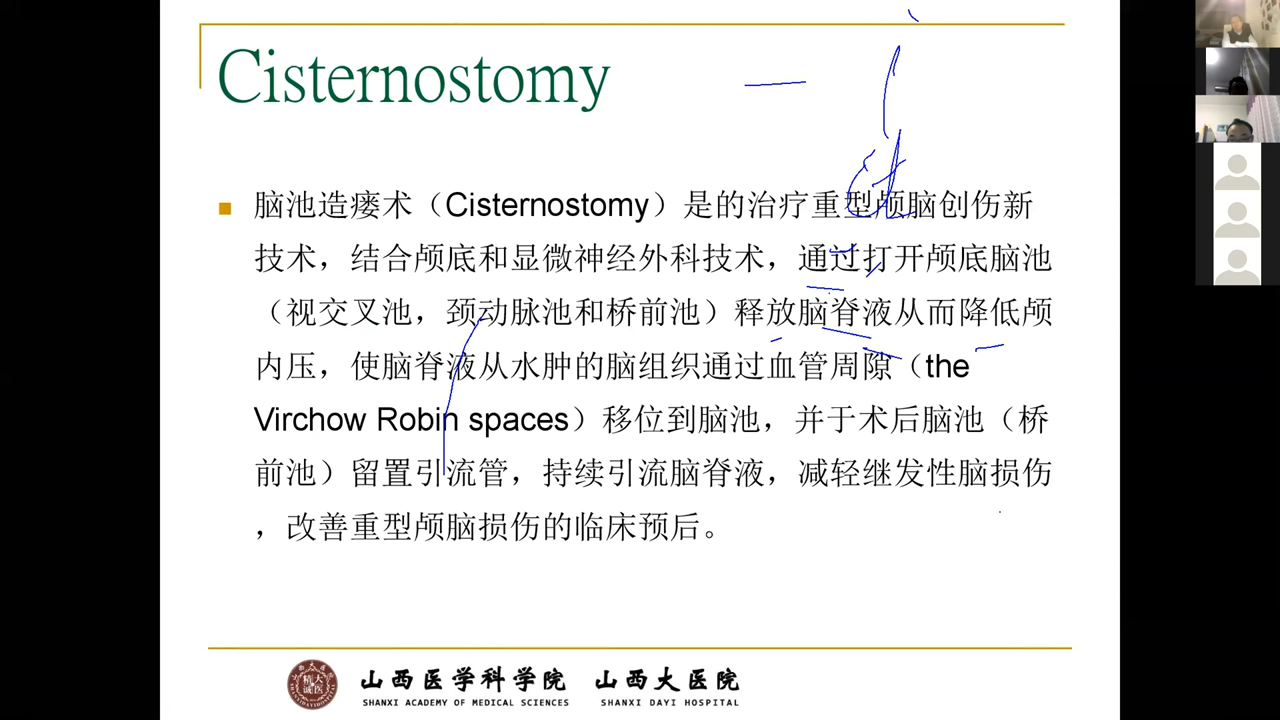 Cisternostomy
脑池造瘘术（Cisternostomy）是的治疗重型颅脑创伤新
技术，结合颅底和显微神经外科技术，通过打开颅底脑池
（视交叉池，颈动脉池和桥前池）释放脑脊液从而降低颅
内压，使脑脊液从水肿的脑组织通过血管周隙（the
Virchow Robin spaces）移位到脑池，并于术后脑池（桥
前池）留置引流管，持续引流脑脊液，减轻继发性脑损伤
，改善重型颅脑损伤的临床预后。
山西医学科学院 山西大医院
SHANXI ACADEMY OF MEDICAL SCIENCES SHANXI DAYI HOSPITAL